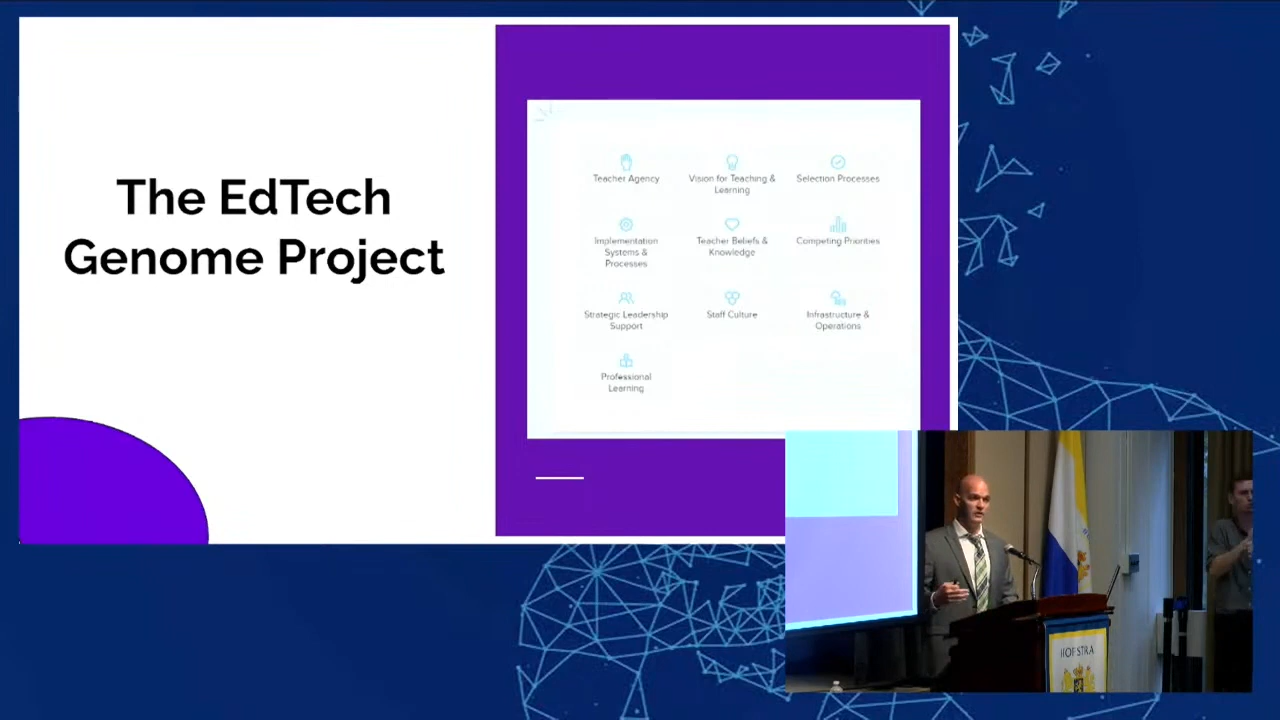 The EdTech
Genome Project
Teacher Agency
Vision for Teaching &
Learning
Selection Processes
Implementation
Systems &
Processes
Teacher Beliefs &
Knowledge
Competing Priorities
Strategic Leadership
Support
Staff Culture
Infrastructure &
Operations
Professional
Learning
HOFSTRA